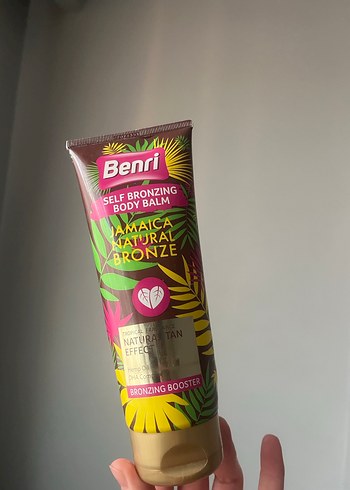 Benri
SELF BRONZING
BODY BALM
JAMAICA
NATURAL
BRONZE
NATURAL TAN
EFFECT
BRONZING BOOSTER